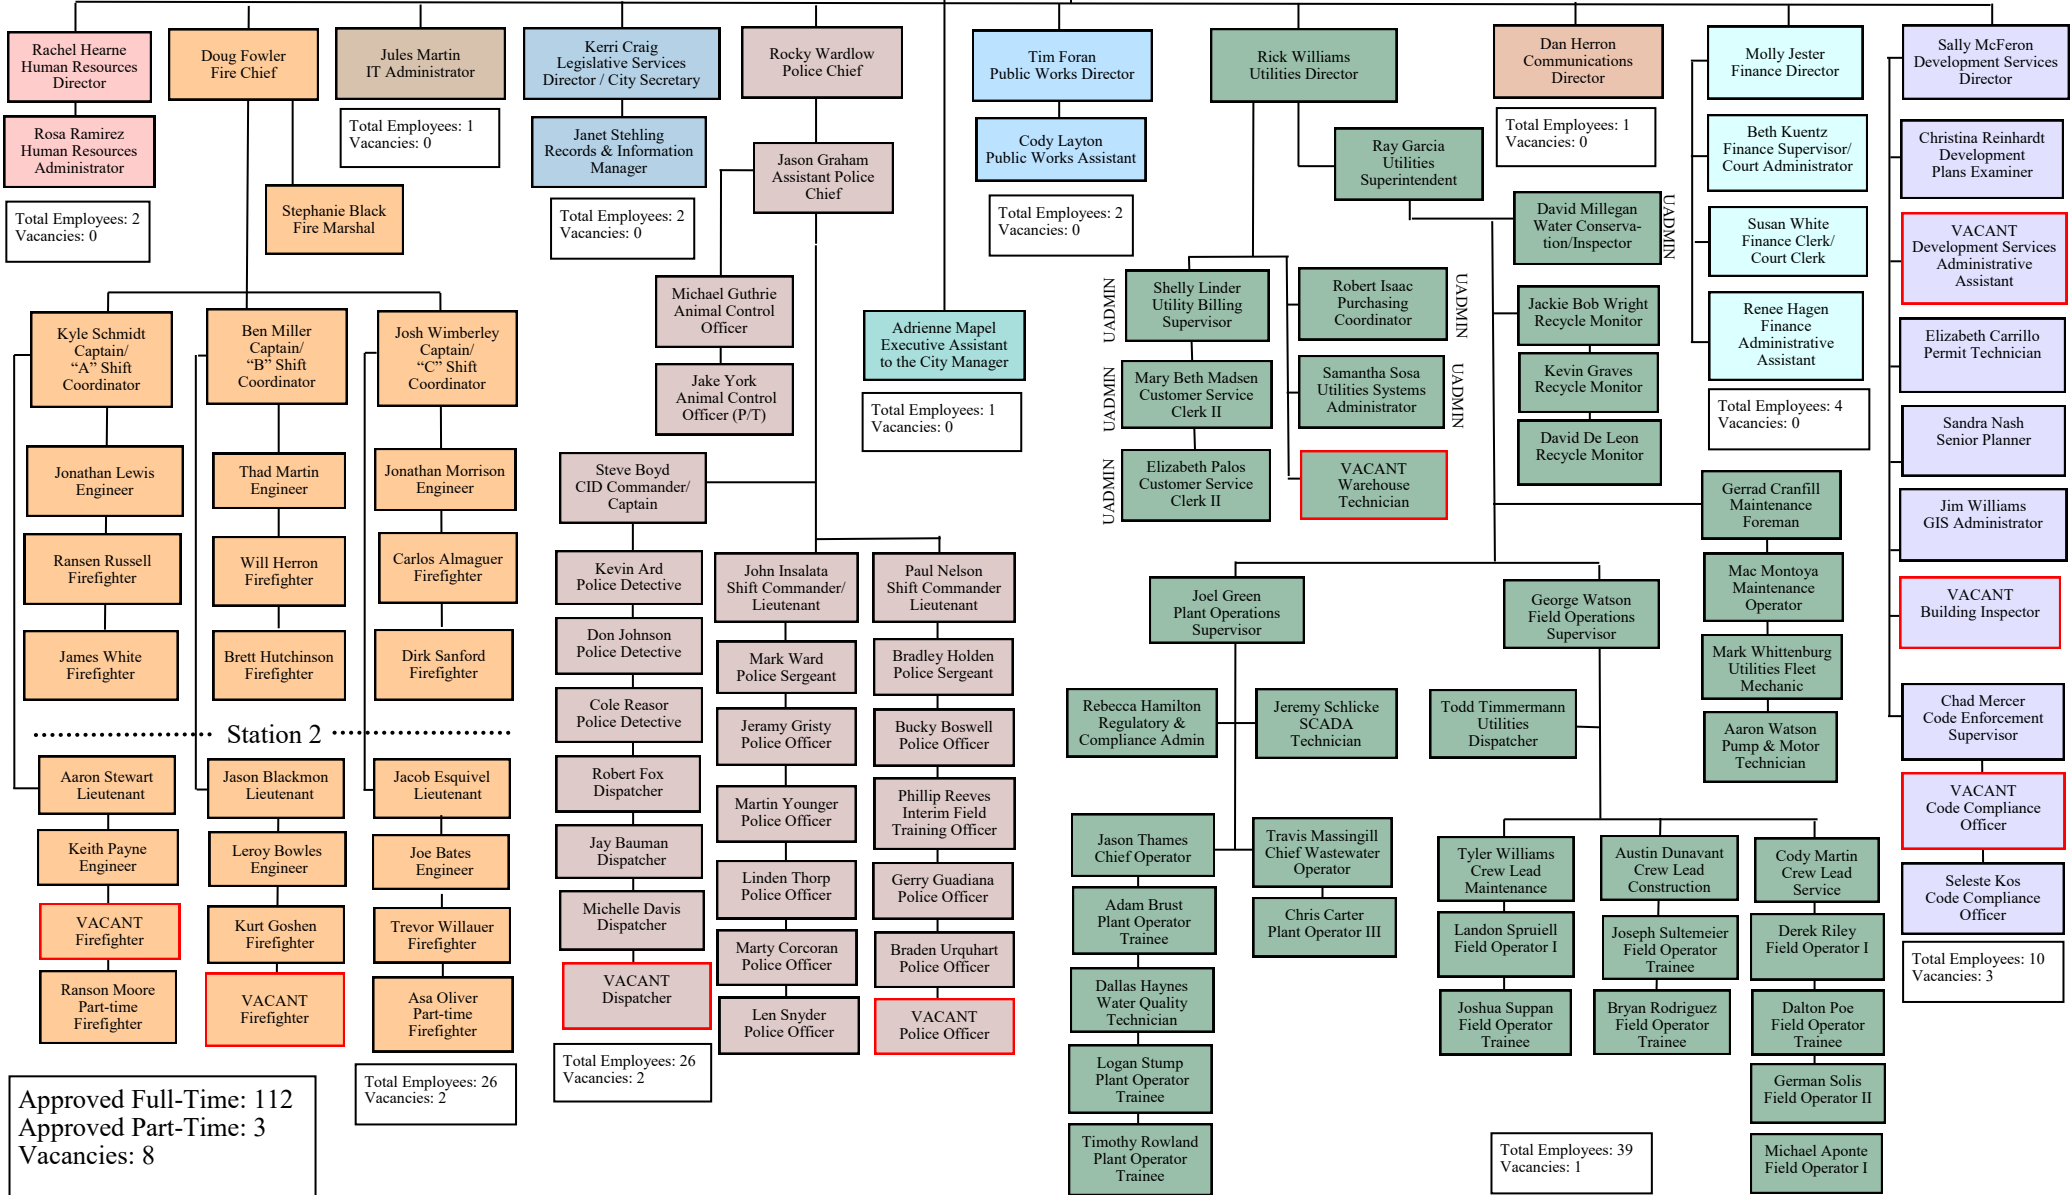 Rachel Hearne
Human Resources
Director
Rosa Ramirez
Human Resources
Administrator
Total Employees: 2
Vacancies: 0
Doug Fowler
Fire Chief
Stephanie Black
Fire Marshal
Kyle Schmidt
Captain/
“A” Shift
Coordinator
Jonathan Lewis
Engineer
Ransen Russell
Firefighter
James White
Firefighter
Ben Miller
Captain/
“B” Shift
Coordinator
Thad Martin
Engineer
Will Herron
Firefighter
Brett Hutchinson
Firefighter
Josh Wimberley
Captain/
“C” Shift
Coordinator
Jonathan Morrison
Engineer
Carlos Almaguer
Firefighter
Dirk Sanford
Firefighter
Station 2
Aaron Stewart
Lieutenant
Keith Payne
Engineer
VACANT
Firefighter
Ranson Moore
Part-time
Firefighter
Jason Blackmon
Lieutenant
Leroy Bowles
Engineer
Kurt Goshen
Firefighter
VACANT
Firefighter
Jacob Esquivel
Lieutenant
Joe Bates
Engineer
Trevor Willauer
Firefighter
Asa Oliver
Part-time
Firefighter
Total Employees: 26
Vacancies: 2
Approved Full-Time: 112
Approved Part-Time: 3
Vacancies: 8
Jules Martin
IT Administrator
Total Employees: 1
Vacancies: 0
Kerri Craig
Legislative Services
Director / City Secretary
Janet Stehling
Records & Information
Manager
Total Employees: 2
Vacancies: 0
Rocky Wardlow
Police Chief
Jason Graham
Assistant Police
Chief
Michael Guthrie
Animal Control
Officer
Jake York
Animal Control
Officer (P/T)
Steve Boyd
CID Commander/
Captain
Kevin Ard
Police Detective
Don Johnson
Police Detective
Cole Reasor
Police Detective
Robert Fox
Dispatcher
Jay Bauman
Dispatcher
Michelle Davis
Dispatcher
VACANT
Dispatcher
Total Employees: 26
Vacancies: 2
John Insalata
Shift Commander/
Lieutenant
Mark Ward
Police Sergeant
Jeramy Gristy
Police Officer
Martin Younger
Police Officer
Linden Thorp
Police Officer
Marty Corcoran
Police Officer
Len Snyder
Police Officer
Paul Nelson
Shift Commander
Lieutenant
Bradley Holden
Police Sergeant
Bucky Boswell
Police Officer
Phillip Reeves
Interim Field
Training Officer
Gerry Guadiana
Police Officer
Braden Urquhart
Police Officer
VACANT
Police Officer
Adrienne Mapel
Executive Assistant
to the City Manager
Total Employees: 1
Vacancies: 0
Tim Foran
Public Works Director
Cody Layton
Public Works Assistant
Total Employees: 2
Vacancies: 0
Rick Williams
Utilities Director
Ray Garcia
Utilities
Superintendent
David Millegan
Water Conserva-
tion/Inspector
UADMIN
UADMIN
Shelly Linder
Utility Billing
Supervisor
UADMIN
Mary Beth Madsen
Customer Service
Clerk II
UADMIN
Elizabeth Palos
Customer Service
Clerk II
Robert Isaac
Purchasing
Coordinator
UADMIN
Samantha Sosa
Utilities Systems
Administrator
UADMIN
VACANT
Warehouse
Technician
Jackie Bob Wright
Recycle Monitor
Kevin Graves
Recycle Monitor
David De Leon
Recycle Monitor
Gerrad Cranfill
Maintenance
Foreman
Mac Montoya
Maintenance
Operator
Mark Whittenburg
Utilities Fleet
Mechanic
Aaron Watson
Pump & Motor
Technician
Joel Green
Plant Operations
Supervisor
Rebecca Hamilton
Regulatory &
Compliance Admin
Jeremy Schlicke
SCADA
Technician
Jason Thames
Chief Operator
Adam Brust
Plant Operator
Trainee
Dallas Haynes
Water Quality
Technician
Logan Stump
Plant Operator
Trainee
Timothy Rowland
Plant Operator
Trainee
Travis Massingill
Chief Wastewater
Operator
Chris Carter
Plant Operator III
George Watson
Field Operations
Supervisor
Todd Timmermann
Utilities
Dispatcher
Tyler Williams
Crew Lead
Maintenance
Landon Spruiell
Field Operator I
Joshua Suppan
Field Operator
Trainee
Austin Dunavant
Crew Lead
Construction
Joseph Sultemeier
Field Operator
Trainee
Bryan Rodriguez
Field Operator
Trainee
Cody Martin
Crew Lead
Service
Derek Riley
Field Operator I
Dalton Poe
Field Operator
Trainee
German Solis
Field Operator II
Michael Aponte
Field Operator I
Total Employees: 39
Vacancies: 1
Dan Herron
Communications
Director
Total Employees: 1
Vacancies: 0
Molly Jester
Finance Director
Beth Kuentz
Finance Supervisor/
Court Administrator
Susan White
Finance Clerk/
Court Clerk
Renee Hagen
Finance
Administrative
Assistant
Total Employees: 4
Vacancies: 0
Sally McFeron
Development Services
Director
Christina Reinhardt
Development
Plans Examiner
VACANT
Development Services
Administrative
Assistant
Elizabeth Carrillo
Permit Technician
Sandra Nash
Senior Planner
Jim Williams
GIS Administrator
VACANT
Building Inspector
Chad Mercer
Code Enforcement
Supervisor
VACANT
Code Compliance
Officer
Seleste Kos
Code Compliance
Officer
Total Employees: 10
Vacancies: 3